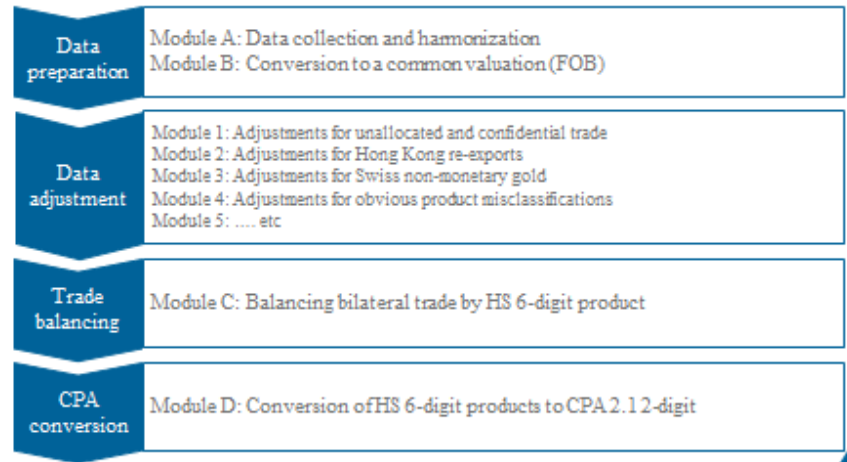 Data
preparation
Module A: Data collection and harmonization
Module B: Conversion to a common valuation (FOB)
Data
adjustment
Module 1: Adjustments for unallocated and confidential trade
Module 2: Adjustments for Hong Kong re-exports
Module 3: Adjustments for Swiss non-monetary gold
Module 4: Adjustments for obvious product misclassifications
Module 5: .... etc
Trade
balancing
Module C: Balancing bilateral trade by HS 6-digit product
CPA
conversion
Module D: Conversion of HS 6-digit products to CPA 2.1 2-digit